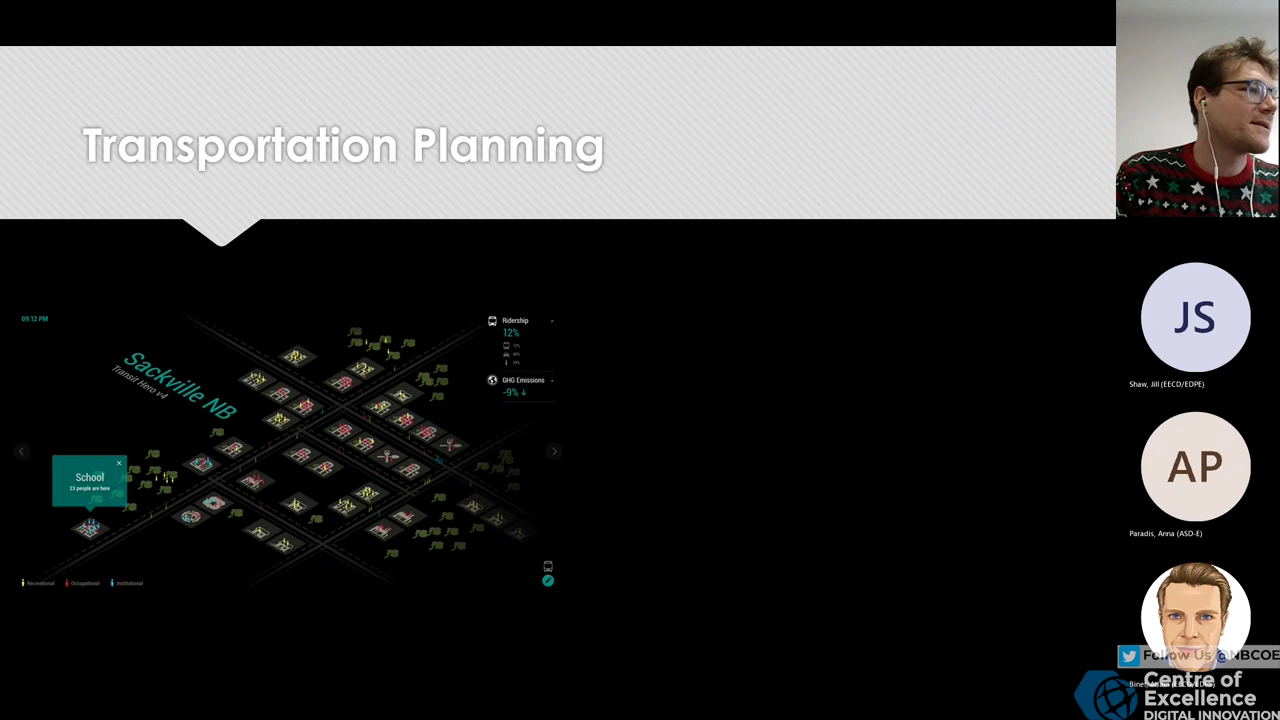 Transportation Planning
09:12 PM
Sackville NB
Transit Hero v4
Ridership
12%
GHG Emissions
-9% ↓
School
23 people are here
Recreational
Occupational
Institutional
JS
Shaw, Jill (EECD/EDPE)
AP
Paradis, Anna (ASD-E)
Follow Us @NBCOE
Centre of
Excellence
DIGITAL INNOVATION